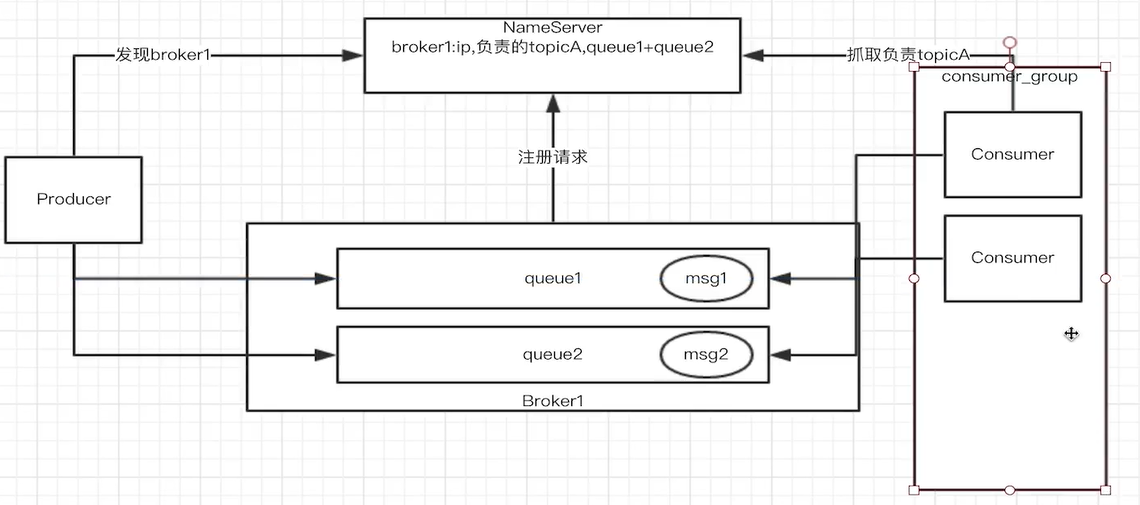 NameServer
broker1:ip,负责的topicA,queue1+queue2
发现broker1
抓取负责topicA
consumer_group
注册请求
Consumer
Producer
Consumer
queue1
msg1
queue2
msg2
Broker1